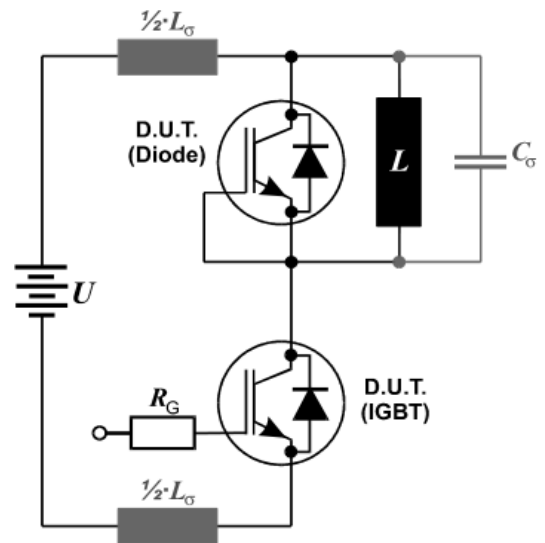 ½·Lσ
D.U.T.
(Diode)
L
Cσ
U
RG
D.U.T.
(IGBT)
½·Lσ